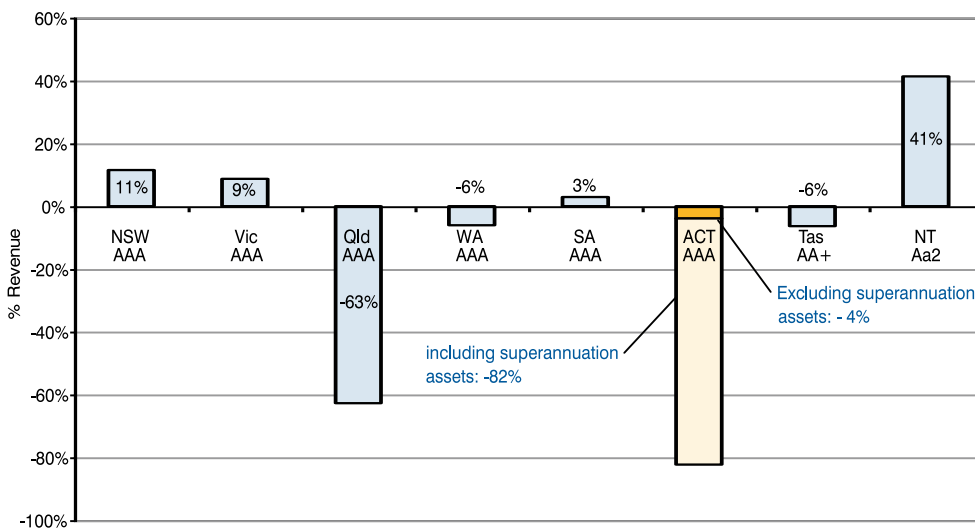 60%
40%
20%
0%
-20%
-40%
-60%
-80%
-100%
% Revenue
11%
9%
-63%
-6%
3%
-6%
41%
NSW
AAA
Vic
AAA
Qld
AAA
WA
AAA
SA
AAA
ACT
AAA
Tas
AA+
NT
Aa2
Excluding superannuation
assets: - 4%
including superannuation
assets: -82%